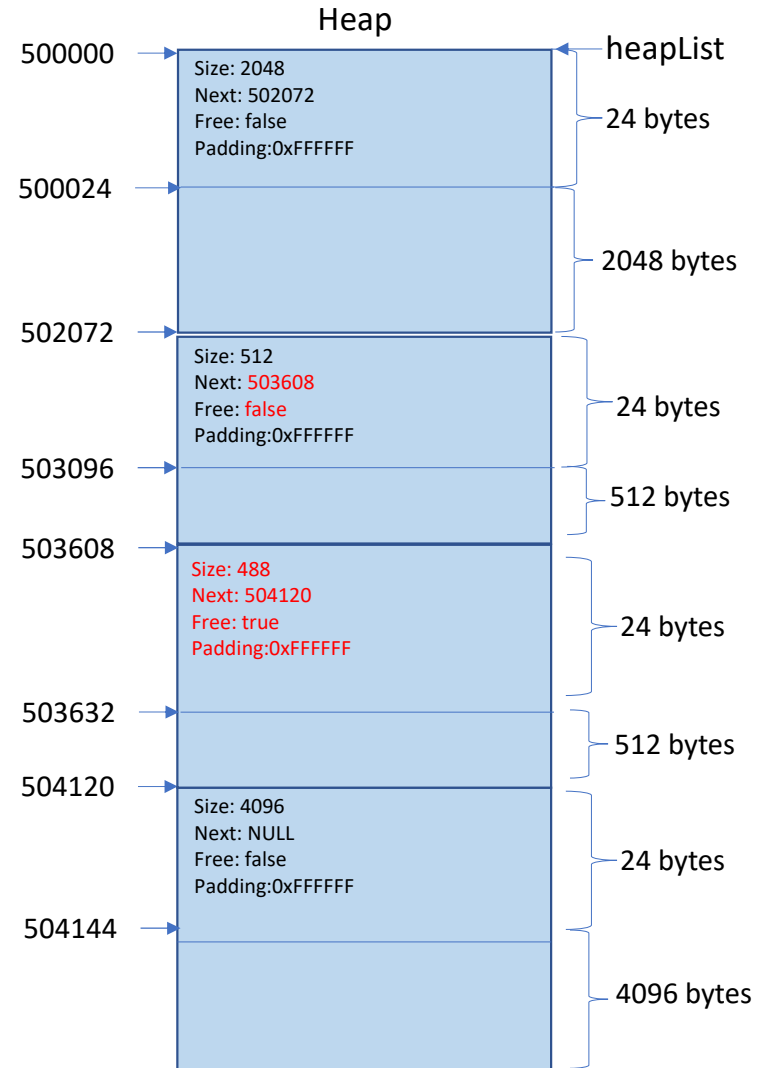 Heap
500000
heapList
Size: 2048
Next: 502072
Free: false
Padding:0xFFFFFF
24 bytes
500024
2048 bytes
502072
Size: 512
Next: 503608
Free: false
Padding:0xFFFFFF
24 bytes
503096
512 bytes
503608
Size: 488
Next: 504120
Free: true
Padding:0xFFFFFF
24 bytes
503632
512 bytes
504120
Size: 4096
Next: NULL
Free: false
Padding:0xFFFFFF
24 bytes
504144
4096 bytes